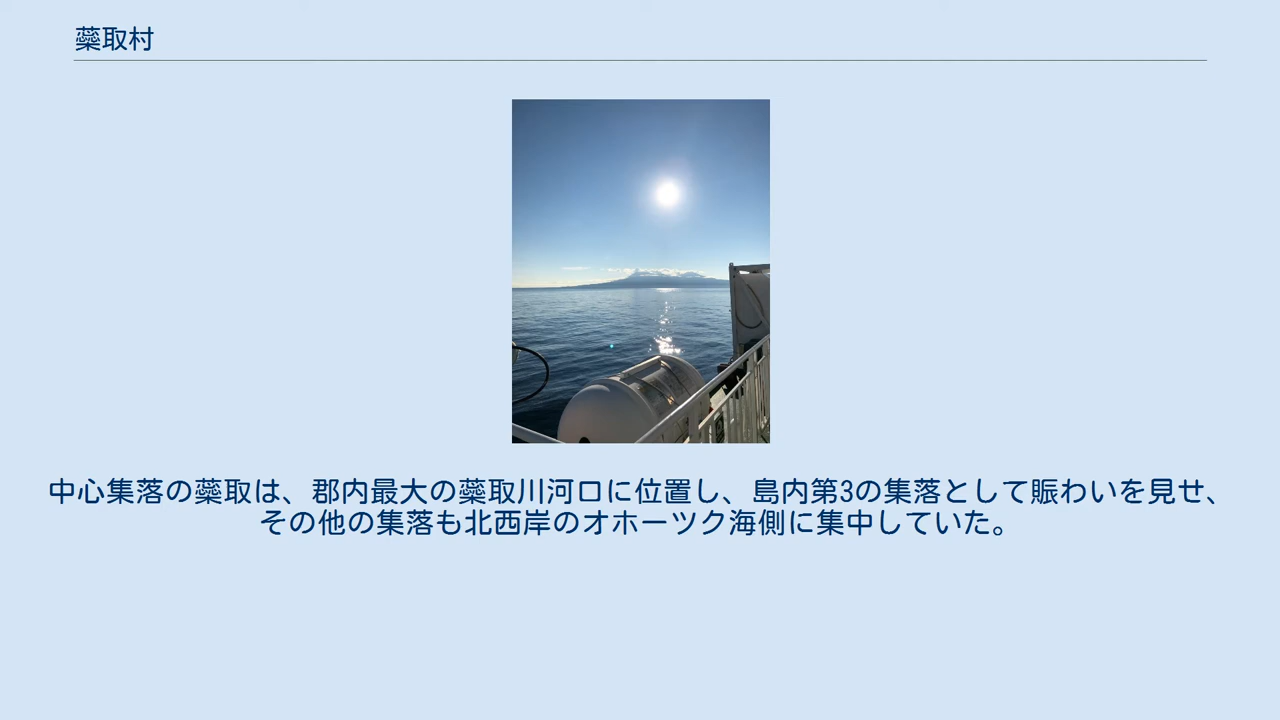 蘂取村
中心集落の蘂取は、郡内最大の蘂取川河口に位置し、島内第3の集落として賑わいを見せ、
その他の集落も北西岸のオホーツク海側に集中していた。